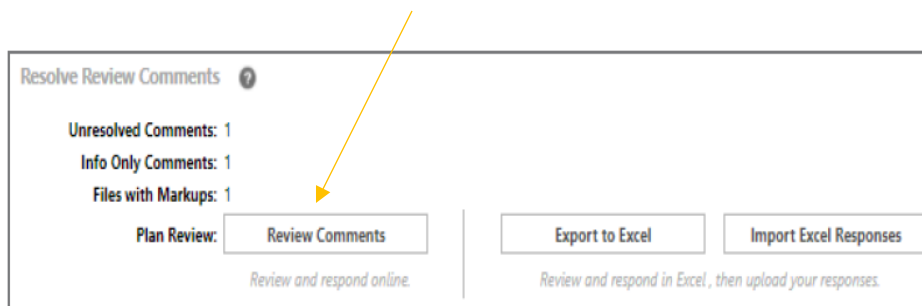 Resolve Review Comments ?
Unresolved Comments: 1
Info Only Comments: 1
Files with Markups: 1
Plan Review: Review Comments Export to Excel Import Excel Responses
Review and respond online. Review and respond in Excel , then upload your responses.